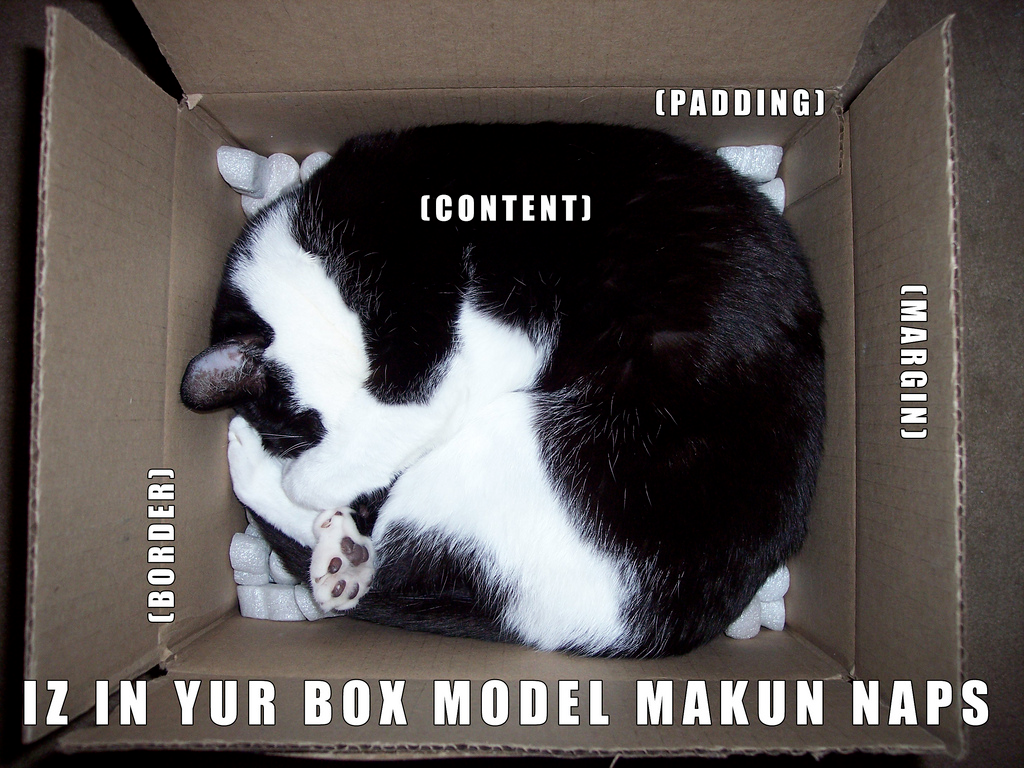 (PADDING)
(CONTENT)
(MARGIN)
(BORDER)
IZ IN YUR BOX MODEL MAKUN NAPS